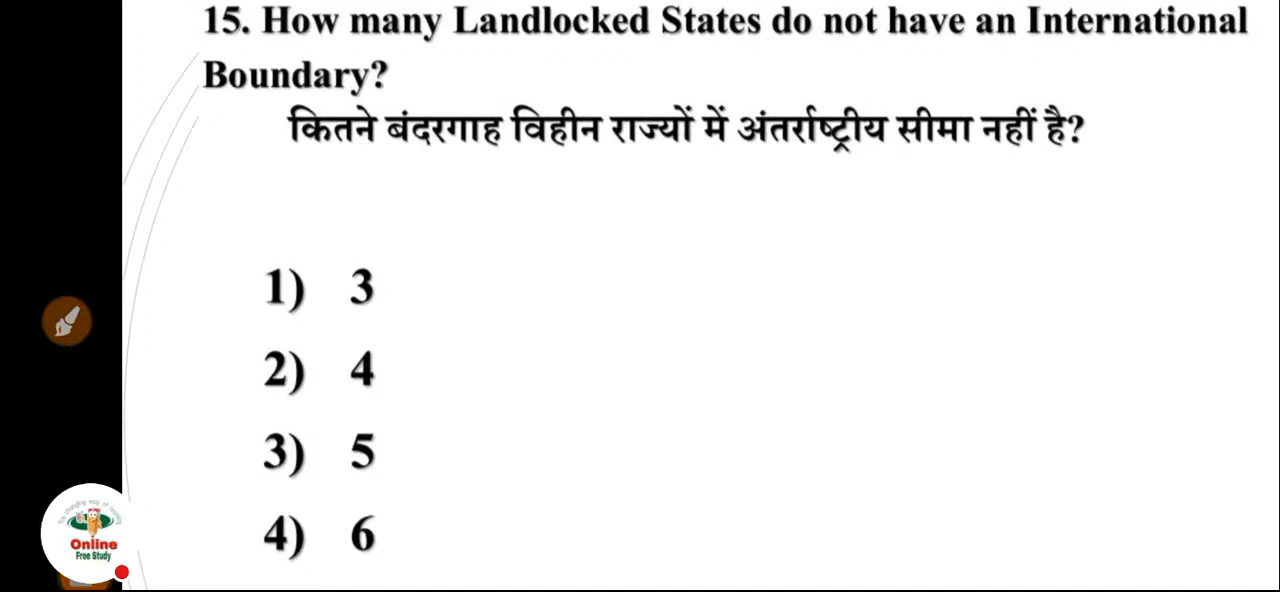 15. How many Landlocked States do not have an International
Boundary?
कितने बंदरगाह विहीन राज्यों में अंतर्राष्ट्रीय सीमा नहीं है?
1) 3
2) 4
3) 5
4) 6
Online
Free Study